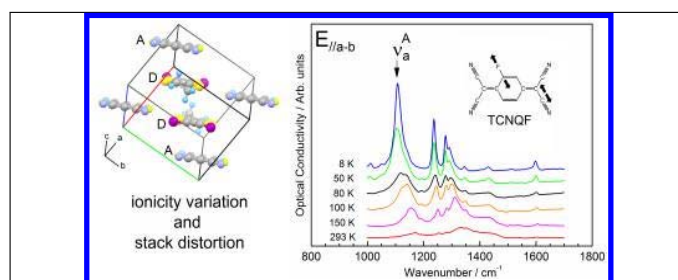 A
D
D
A
c
a
b
ionicity variation
and
stack distortion
E//a-b
νaA
Optical Conductivity / Arb. units
8 K
50 K
80 K
100 K
150 K
293 K
N
N
C
C
F
C
C
N
N
TCNQF
1000 1200 1400 1600 1800
Wavenumber / cm-1